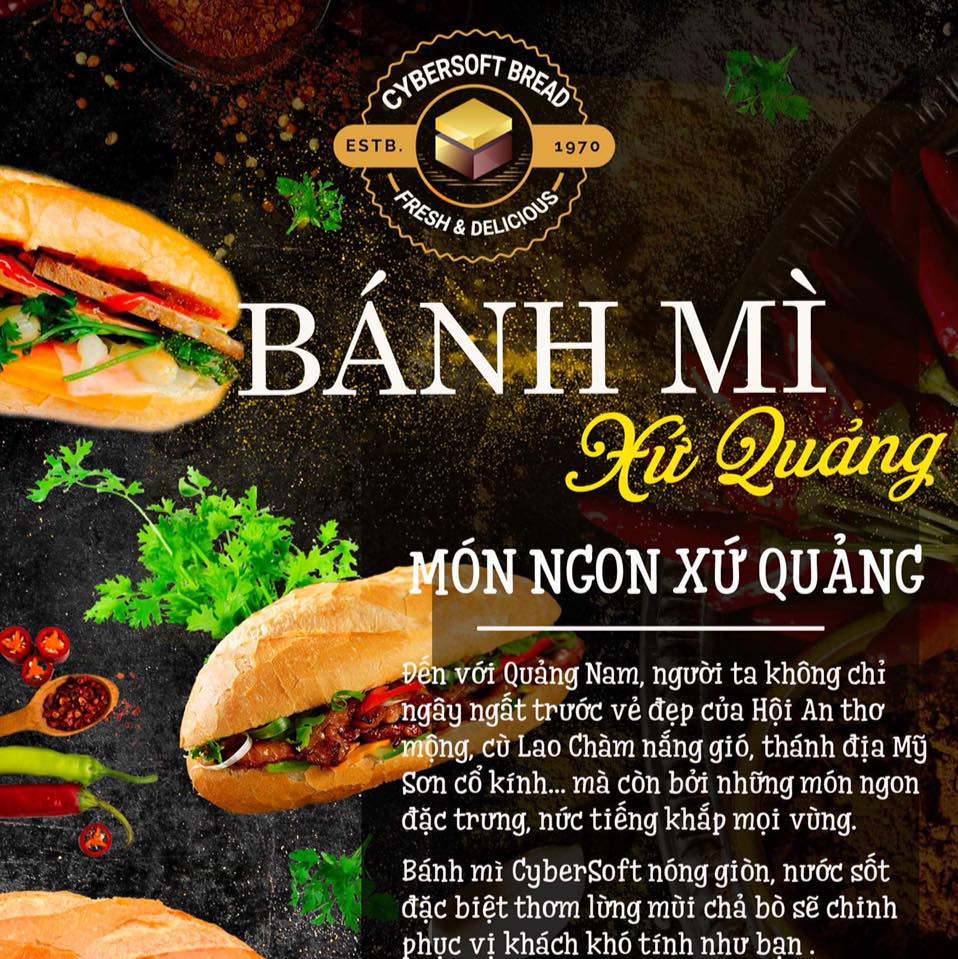 CYBERSOFT BREAD
ESTB. 1970
FRESH & DELICIOUS
BÁNH MÌ
Xứ Quảng
MÓN NGON XỨ QUẢNG
Đến với Quảng Nam, người ta không chỉ
ngây ngất trước vẻ đẹp của Hội An thơ
mộng, cù Lao Chàm nắng gió, thánh địa Mỹ
Sơn cổ kính... mà còn bởi những món ngon
đặc trưng, nức tiếng khắp mọi vùng.
Bánh mì CyberSoft nóng giòn, nước sốt
đặc biệt thơm lừng mùi chả bò sẽ chinh
phục vị khách khó tính như bạn .